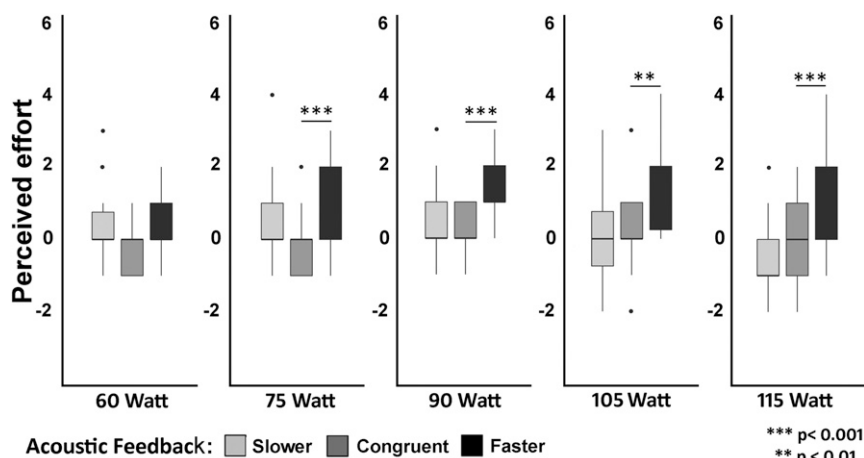 Perceived effort
6 6 6 6 6
*** *** ** ***
4 4 4 4 4
2 2 2 2 2
0 0 0 0 0
-2 -2 -2 -2 -2
60 Watt 75 Watt 90 Watt 105 Watt 115 Watt
Acoustic Feedback: Slower Congruent Faster
*** p< 0.001
** p < 0.01